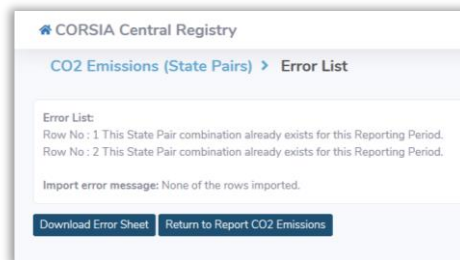 CORSIA Central Registry
CO2 Emissions (State Pairs) > Error List
Error List:
Row No : 1 This State Pair combination already exists for this Reporting Period.
Row No : 2 This State Pair combination already exists for this Reporting Period.
Import error message: None of the rows imported.
Download Error Sheet Return to Report CO2 Emissions